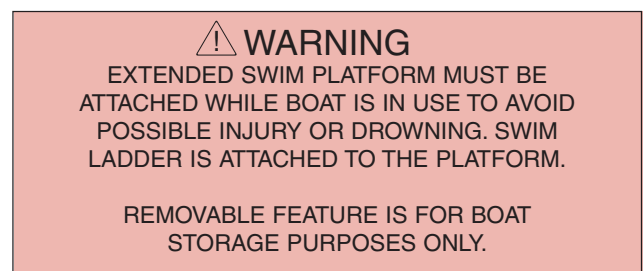 WARNING
EXTENDED SWIM PLATFORM MUST BE
ATTACHED WHILE BOAT IS IN USE TO AVOID
POSSIBLE INJURY OR DROWNING. SWIM
LADDER IS ATTACHED TO THE PLATFORM.
REMOVABLE FEATURE IS FOR BOAT
STORAGE PURPOSES ONLY.